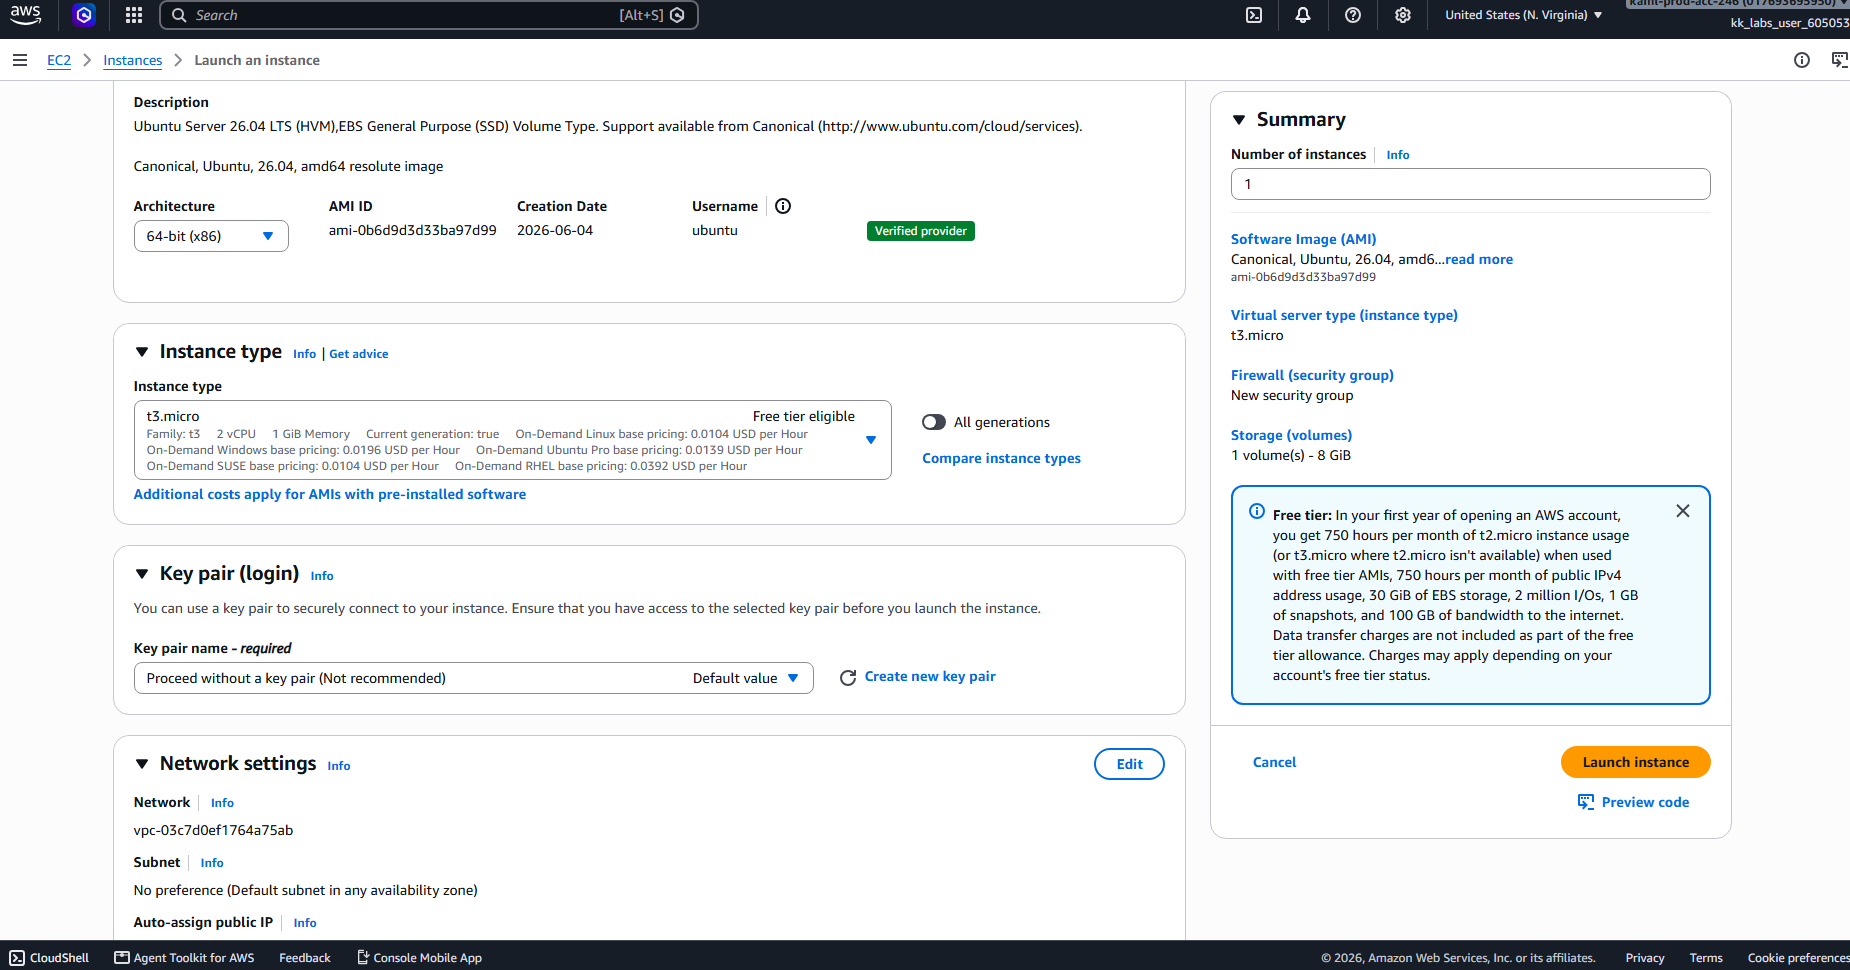 aws
Search [Alt+S]
United States (N. Virginia)
kk_labs_user_605053
EC2 Instances Launch an instance
Description
Ubuntu Server 26.04 LTS (HVM),EBS General Purpose (SSD) Volume Type. Support available from Canonical (http://www.ubuntu.com/cloud/services).
Canonical, Ubuntu, 26.04, amd64 resolute image
Architecture AMI ID Creation Date Username
64-bit (x86) ami-0b6d9d3d33ba97d99 2026-06-04 ubuntu Verified provider
Instance type Info | Get advice
Instance type
t3.micro Free tier eligible
Family: t3 2 vCPU 1 GiB Memory Current generation: true On-Demand Linux base pricing: 0.0104 USD per Hour
On-Demand Windows base pricing: 0.0196 USD per Hour On-Demand Ubuntu Pro base pricing: 0.0139 USD per Hour
On-Demand SUSE base pricing: 0.0104 USD per Hour On-Demand RHEL base pricing: 0.0392 USD per Hour
All generations
Compare instance types
Additional costs apply for AMIs with pre-installed software
Key pair (login) Info
You can use a key pair to securely connect to your instance. Ensure that you have access to the selected key pair before you launch the instance.
Key pair name - required
Proceed without a key pair (Not recommended) Default value Create new key pair
Network settings Info Edit
Network Info
vpc-03c7d0ef1764a75ab
Subnet Info
No preference (Default subnet in any availability zone)
Auto-assign public IP Info
Summary
Number of instances Info
1
Software Image (AMI)
Canonical, Ubuntu, 26.04, amd6...read more
ami-0b6d9d3d33ba97d99
Virtual server type (instance type)
t3.micro
Firewall (security group)
New security group
Storage (volumes)
1 volume(s) - 8 GiB
Free tier: In your first year of opening an AWS account,
you get 750 hours per month of t2.micro instance usage
(or t3.micro where t2.micro isn't available) when used
with free tier AMIs, 750 hours per month of public IPv4
address usage, 30 GiB of EBS storage, 2 million I/Os, 1 GB
of snapshots, and 100 GB of bandwidth to the internet.
Data transfer charges are not included as part of the free
tier allowance. Charges may apply depending on your
account's free tier status.
Cancel Launch instance
Preview code
CloudShell Agent Toolkit for AWS Feedback Console Mobile App © 2026, Amazon Web Services, Inc. or its affiliates. Privacy Terms Cookie preferences